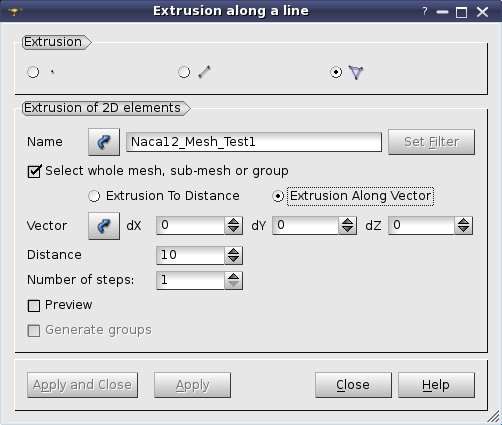 Extrusion along a line
?
Extrusion
Extrusion of 2D elements
Name Naca12_Mesh_Test1 Set Filter
Select whole mesh, sub-mesh or group
Extrusion To Distance Extrusion Along Vector
Vector dX 0 dY 0 dZ 0
Distance 10
Number of steps: 1
Preview
Generate groups
Apply and Close Apply Close Help